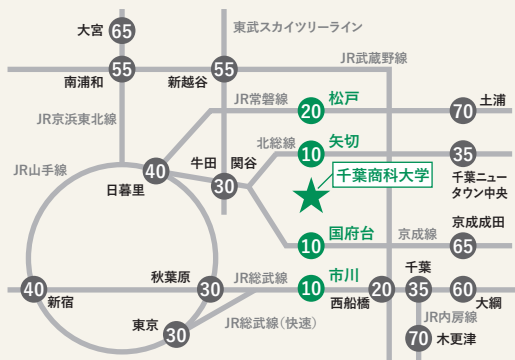 大宮
65
東武スカイツリーライン
JR武蔵野線
55
55
南浦和
新越谷
JR常磐線
松戸
20
土浦
70
JR京浜東北線
北総線
矢切
10
35
千葉ニュー
タウン中央
JR山手線
40
日暮里
牛田
関谷
30
千葉商科大学
国府台
10
京成線
京成成田
65
秋葉原
30
JR総武線
市川
10
西船橋
20
千葉
35
60
大網
40
新宿
東京
30
JR総武線(快速)
JR内房線
70
木更津